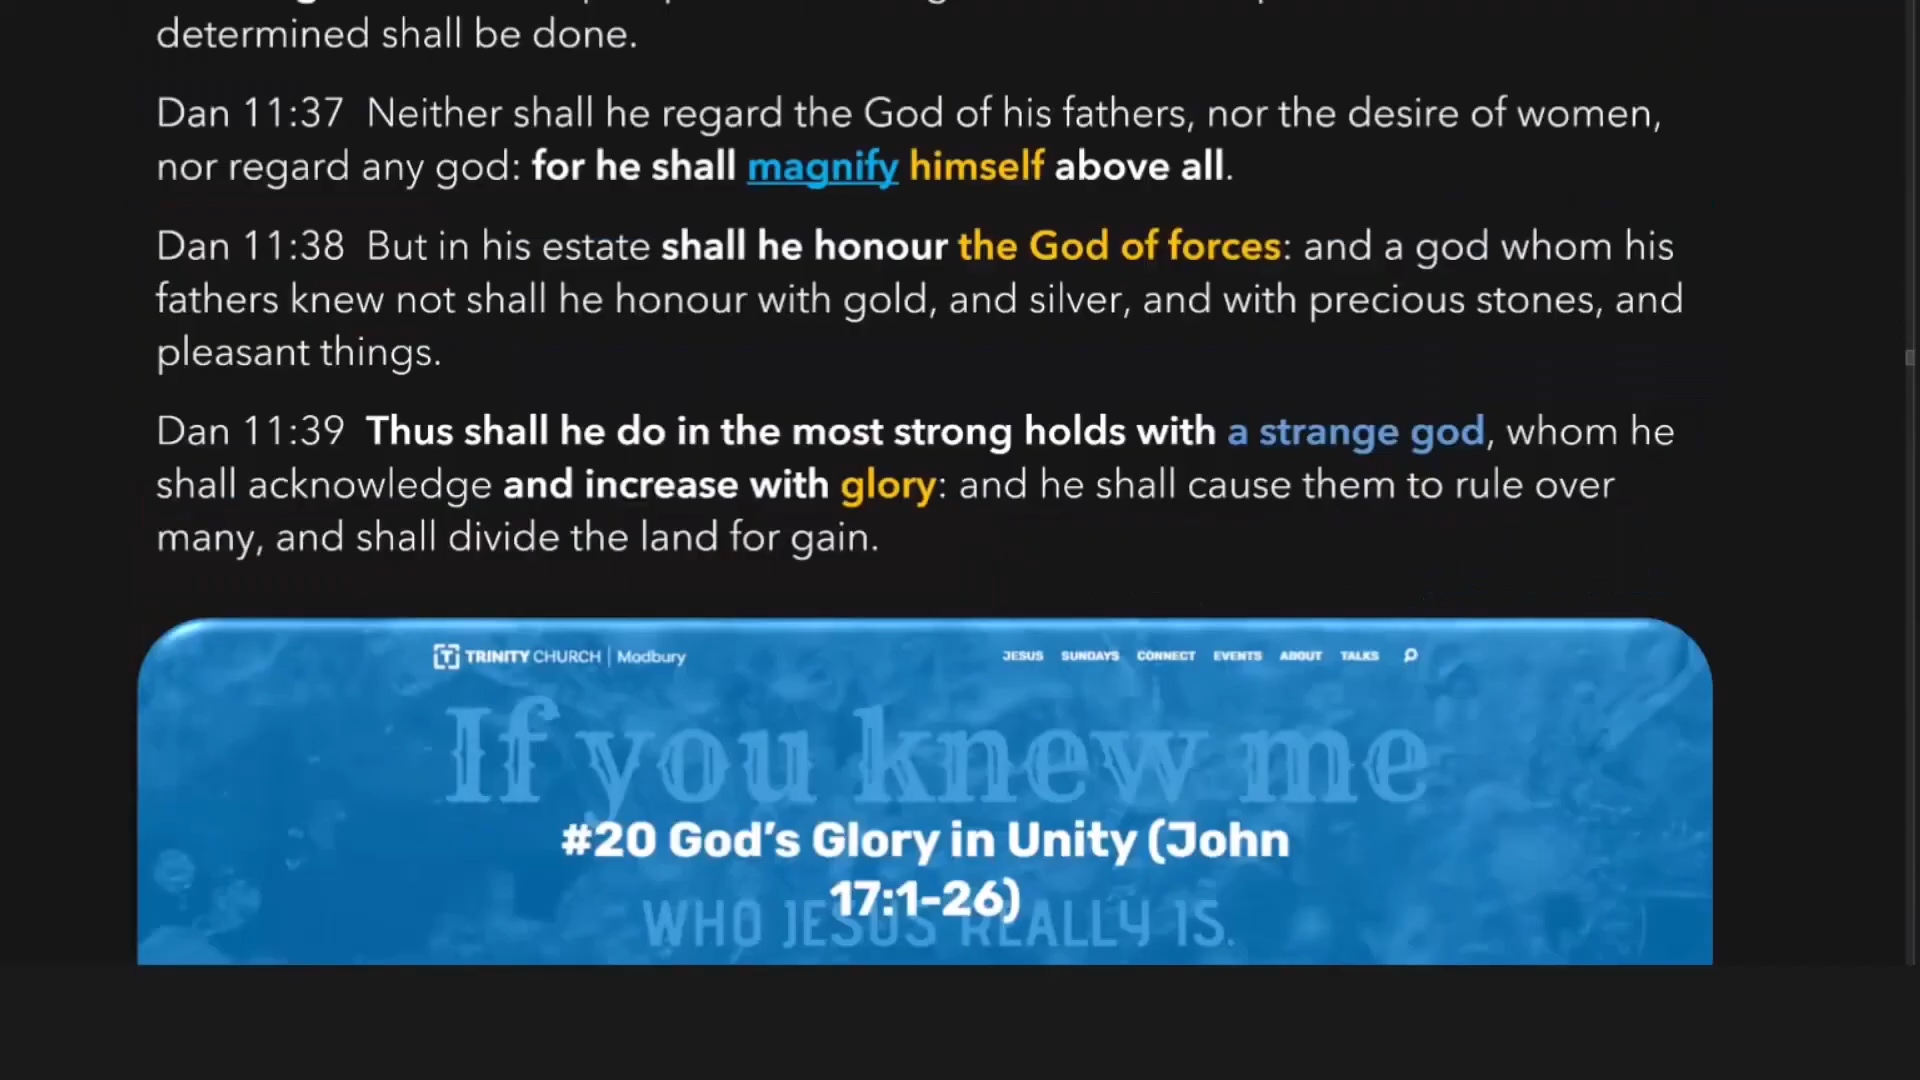 determined shall be done.
Dan 11:37 Neither shall he regard the God of his fathers, nor the desire of women,
nor regard any god: for he shall magnify himself above all.
Dan 11:38 But in his estate shall he honour the God of forces: and a god whom his
fathers knew not shall he honour with gold, and silver, and with precious stones, and
pleasant things.
Dan 11:39 Thus shall he do in the most strong holds with a strange god, whom he
shall acknowledge and increase with glory: and he shall cause them to rule over
many, and shall divide the land for gain.
TRINITY CHURCH | Modbury
JESUS SUNDAYS CONNECT EVENTS ABOUT TALKS
If you knew me
#20 God's Glory in Unity (John
17:1-26)
WHO JESUS REALLY IS.